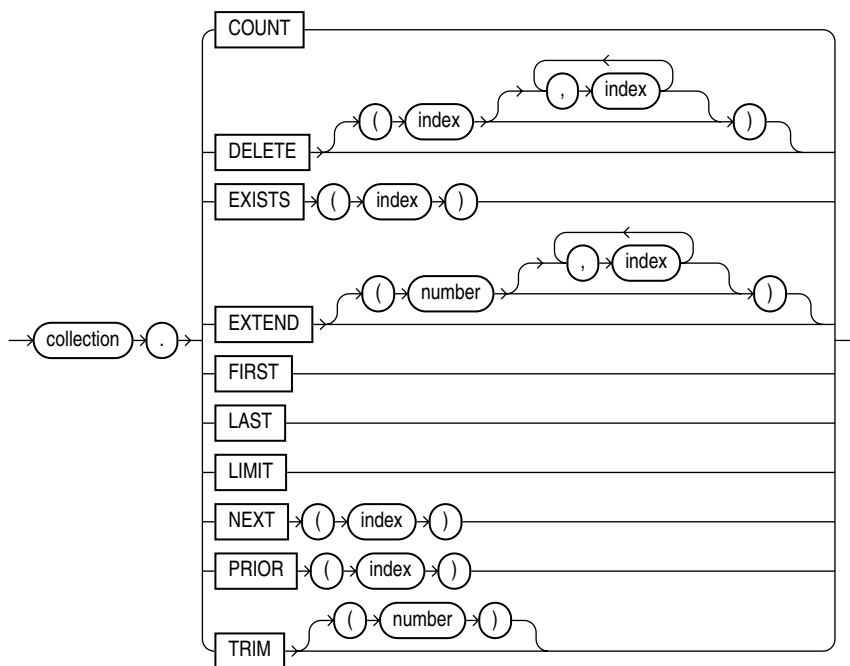 COUNT
, index
( index )
DELETE
EXISTS ( index )
, index
( number )
EXTEND
collection .
FIRST
LAST
LIMIT
NEXT ( index )
PRIOR ( index )
( number )
TRIM